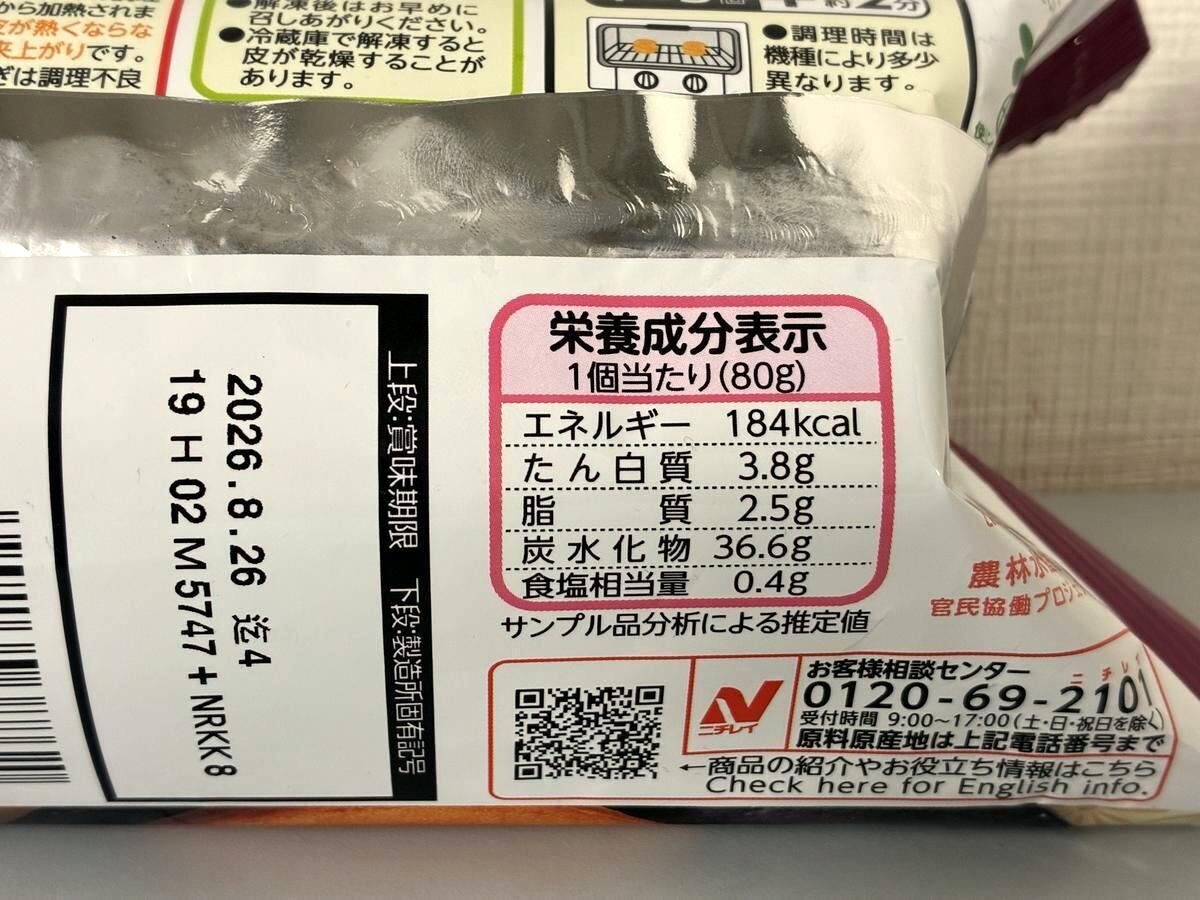 から加熱されま
皮が熱くならな
来上がりです。
ぎは調理不良
●解凍後はお早めに
召しあがりください。
●冷蔵庫で解凍すると
皮が乾燥することが
あります。
約2分
●調理時間は
機種により多少
異なります。
上段:賞味期限 下段:製造所固有記号
2026.8.26 迄4
19 H 02 M5747+NRKK8
栄養成分表示
1個当たり(80g)
エネルギー 184kcal
たん白質 3.8g
脂質 2.5g
炭水化物 36.6g
食塩相当量 0.4g
サンプル品分析による推定値
農林水
官民協働プロジェ
ニチレイ
お客様相談センター
ニチレイ
0120-69-2101
受付時間 9:00~17:00(土・日・祝日を除く)
原料原産地は上記電話番号まで
←商品の紹介やお役立ち情報はこちら
Check here for English info.